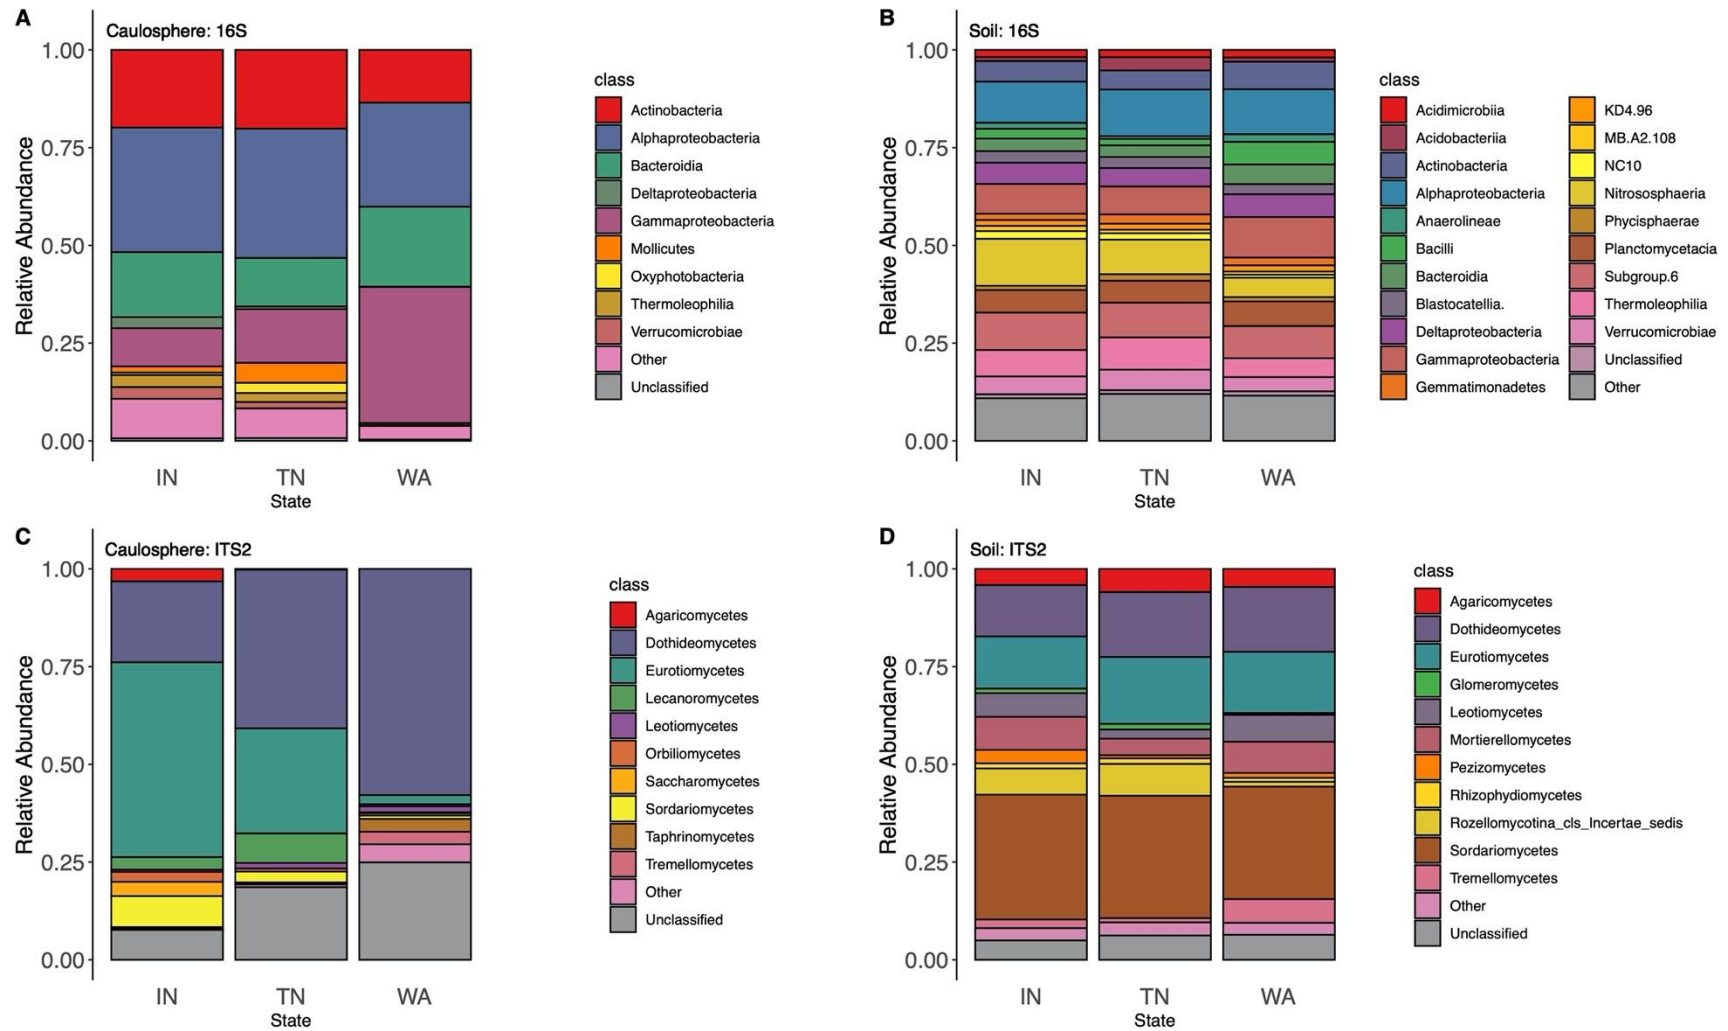 A
Caulosphere: 16S
1.00
0.75
0.50
0.25
0.00
Relative Abundance
IN TN WA
State
class
Actinobacteria
Alphaproteobacteria
Bacteroidia
Deltaproteobacteria
Gammaproteobacteria
Mollicutes
Oxyphotobacteria
Thermoleophilia
Verrucomicrobiae
Other
Unclassified
B
Soil: 16S
1.00
0.75
0.50
0.25
0.00
Relative Abundance
IN TN WA
State
class
Acidimicrobiia
Acidobacteriia
Actinobacteria
Alphaproteobacteria
Anaerolineae
Bacilli
Bacteroidia
Blastocatellia.
Deltaproteobacteria
Gammaproteobacteria
Gemmatimonadetes
KD4.96
MB.A2.108
NC10
Nitrososphaeria
Phycisphaerae
Planctomycetacia
Subgroup.6
Thermoleophilia
Verrucomicrobiae
Unclassified
Other
C
Caulosphere: ITS2
1.00
0.75
0.50
0.25
0.00
Relative Abundance
IN TN WA
State
class
Agaricomycetes
Dothideomycetes
Eurotiomycetes
Lecanoromycetes
Leotiomycetes
Orbiliomycetes
Saccharomycetes
Sordariomycetes
Taphrinomycetes
Tremellomycetes
Other
Unclassified
D
Soil: ITS2
1.00
0.75
0.50
0.25
0.00
Relative Abundance
IN TN WA
State
class
Agaricomycetes
Dothideomycetes
Eurotiomycetes
Glomeromycetes
Leotiomycetes
Mortierellomycetes
Pezizomycetes
Rhizophydiomycetes
Rozellomycotina_cls_Incertae_sedis
Sordariomycetes
Tremellomycetes
Other
Unclassified